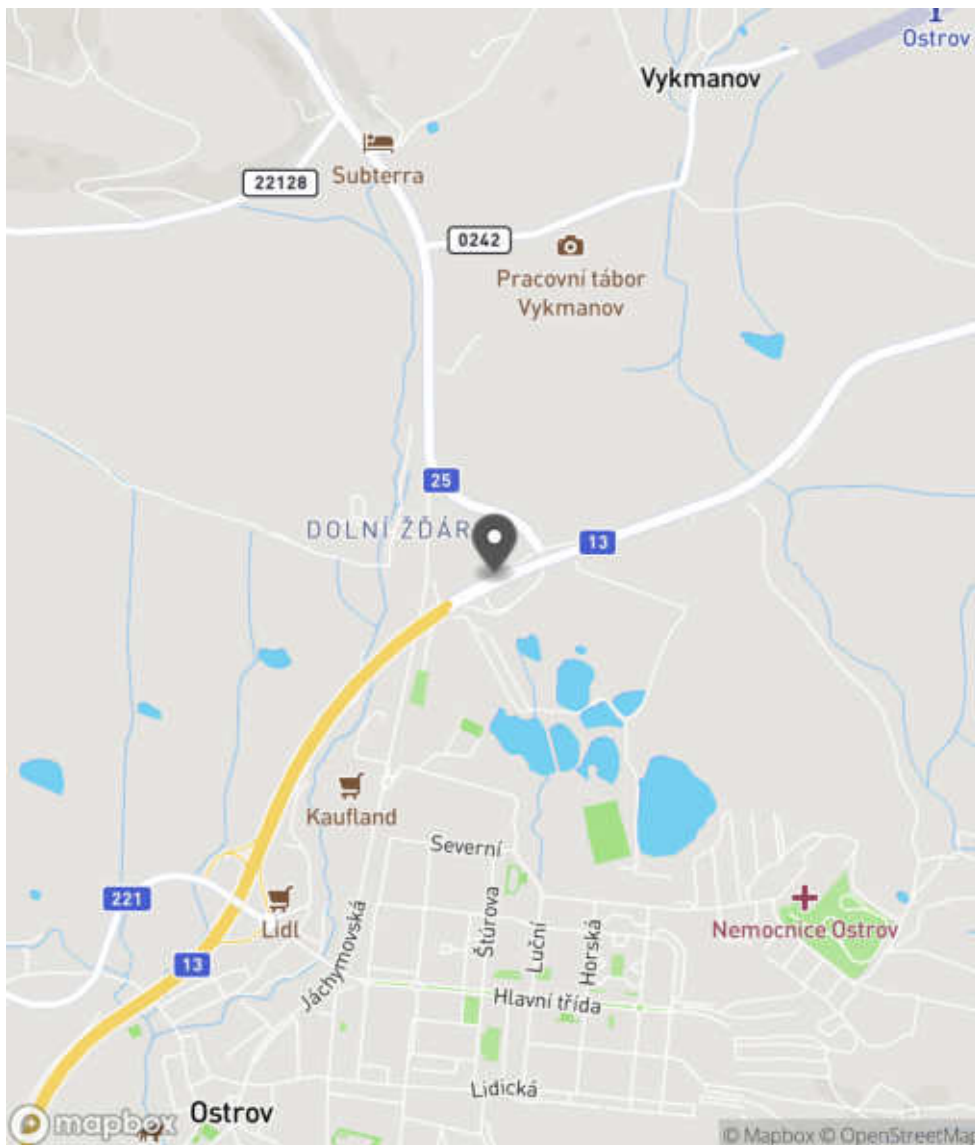 Ostrov
Vykmanov
Subterra
22128
0242
Pracovní tábor
Vykmanov
25
DOLNÍ ŽĎÁR
13
Kaufland
Severní
221
Lidl
Jáchymovská
Štúrova
Luční
Horská
Nemocnice Ostrov
13
Hlavní třída
Lidická
Ostrov
mapbox
© Mapbox © OpenStreetMap